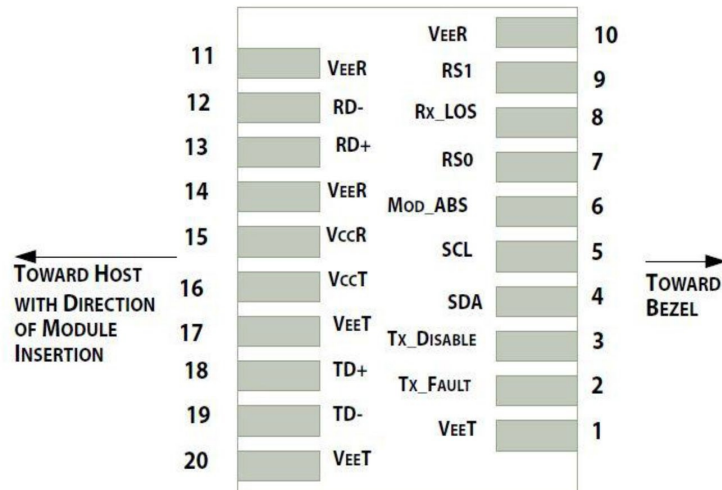 VEER 10
11 VEER
RS1 9
12 RD-
Rx_LOS 8
13 RD+
RS0 7
14 VEER
MOD_ABS 6
15 VCCR
SCL 5
TOWARD HOST
WITH DIRECTION
OF MODULE
INSERTION
TOWARD
BEZEL
16 VCCT
SDA 4
17 VEET
TX_DISABLE 3
18 TD+
TX_FAULT 2
19 TD-
VEET 1
20 VEET